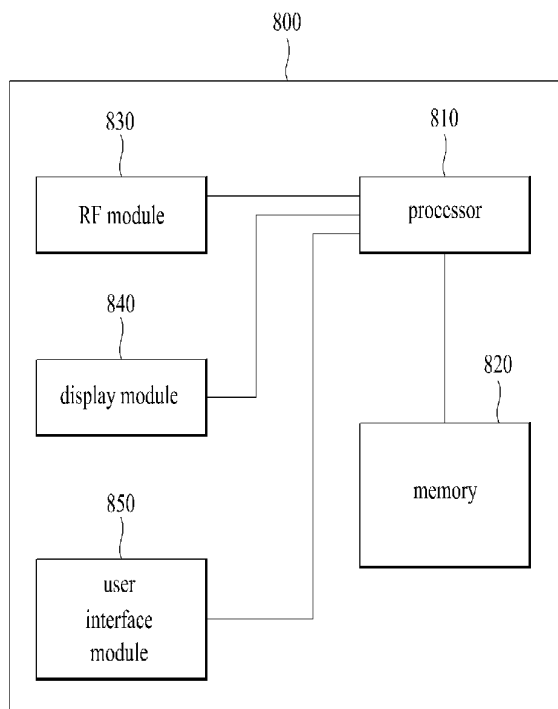 800
830
810
RF module
processor
840
820
display module
memory
850
user
interface
module